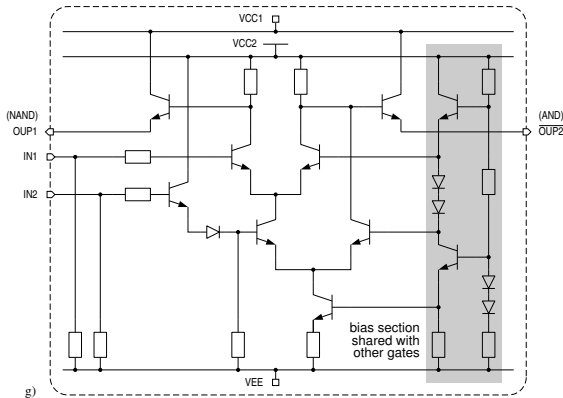 VCC1
VCC2
(NAND)
OUP1
(AND)
OUP2
IN1
IN2
bias section
shared with
other gates
VEE
g)